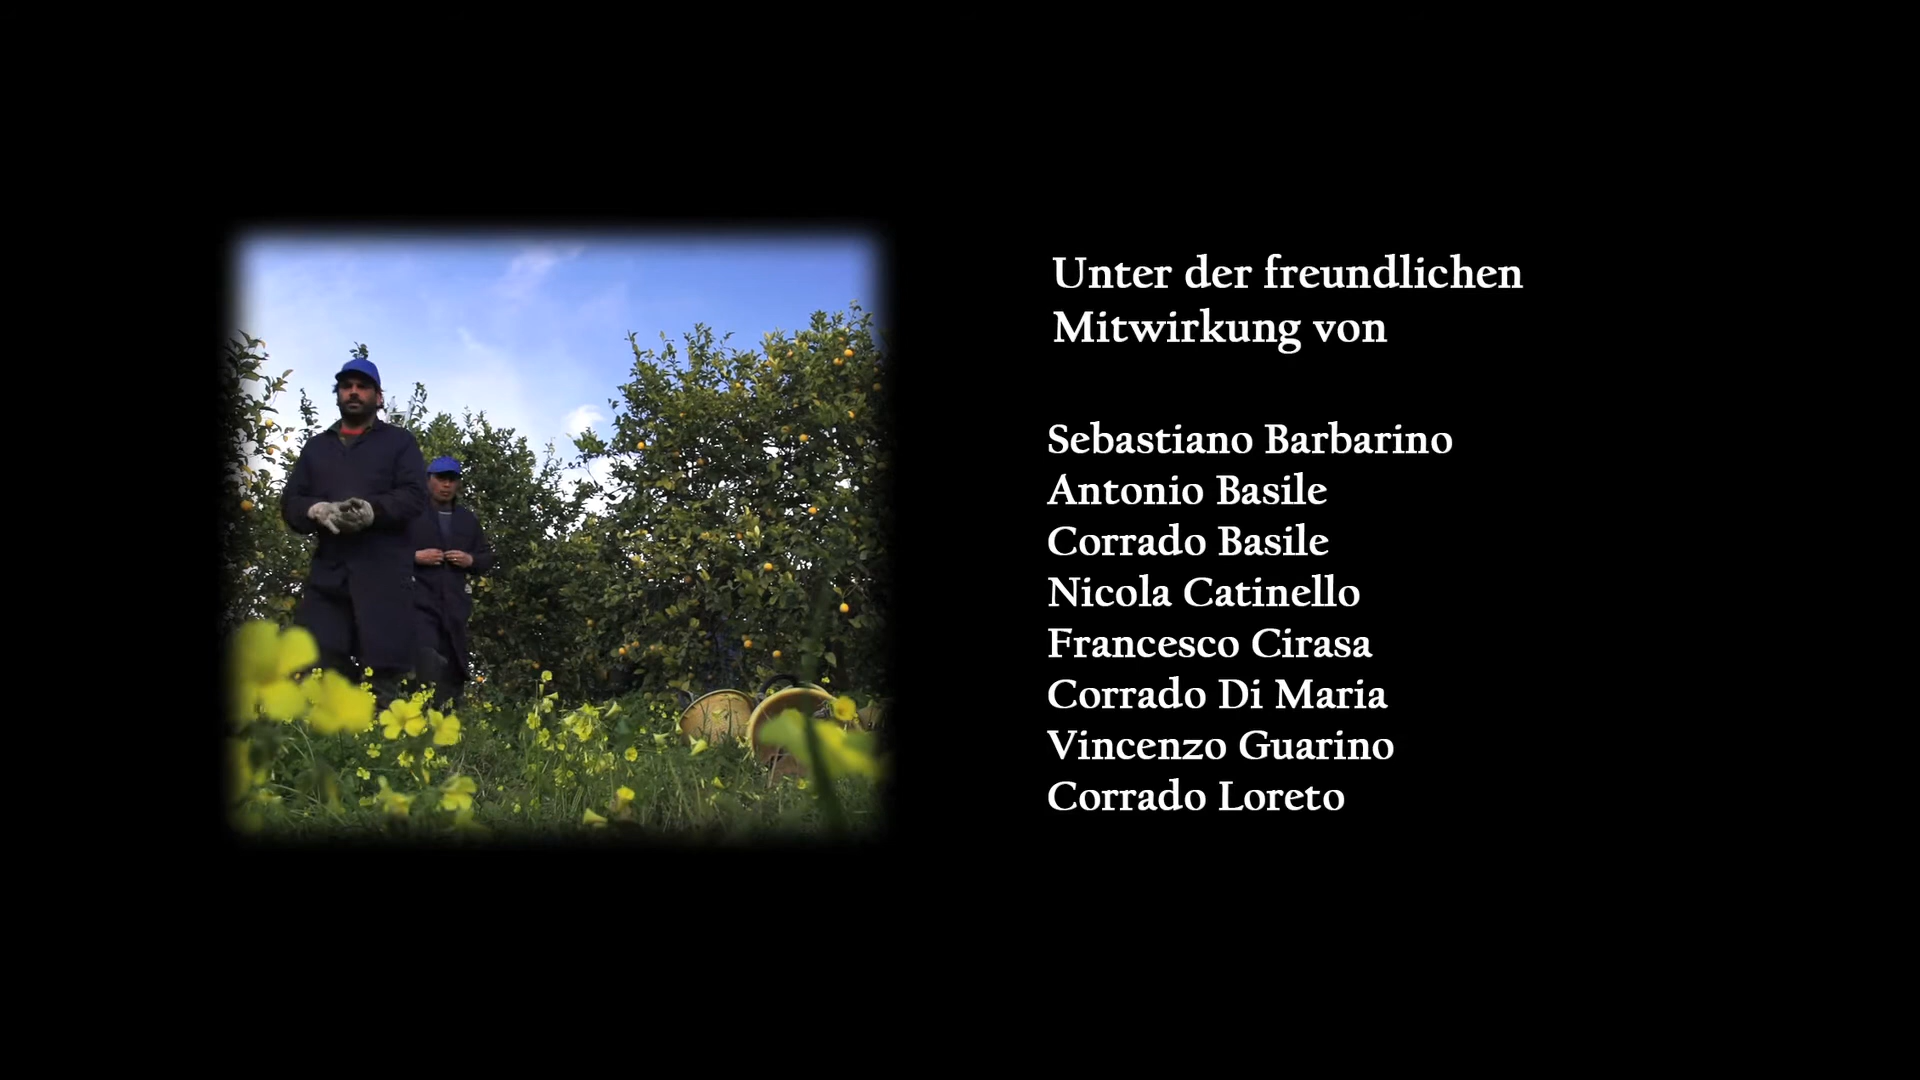 Unter der freundlichen
Mitwirkung von
Sebastiano Barbarino
Antonio Basile
Corrado Basile
Nicola Catinello
Francesco Cirasa
Corrado Di Maria
Vincenzo Guarino
Corrado Loreto